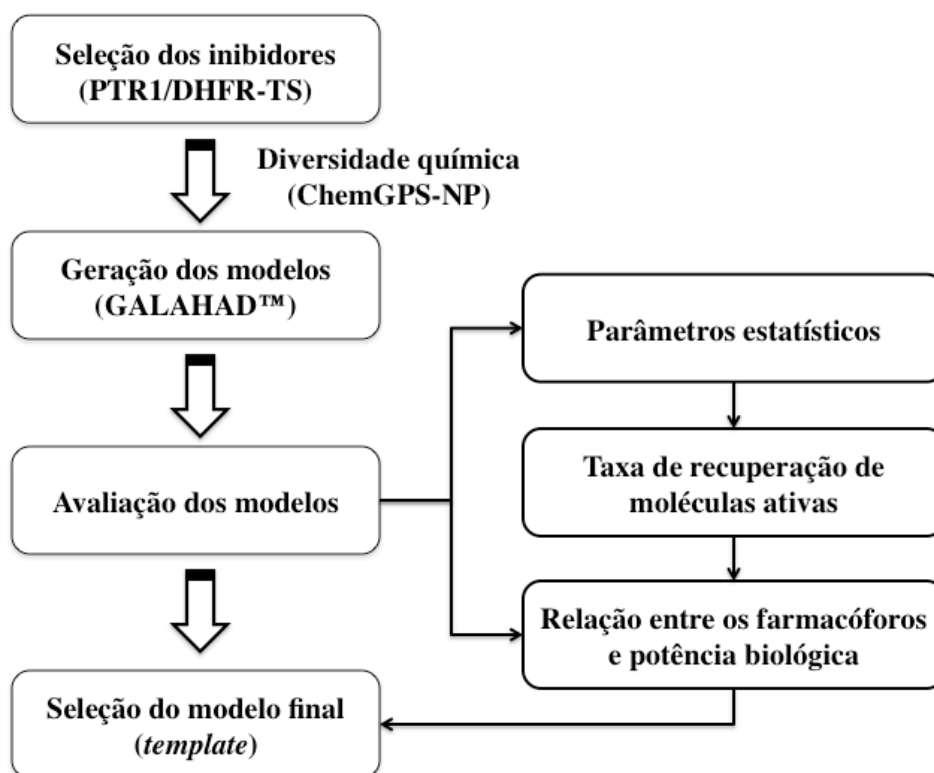 Seleção dos inibidores
(PTR1/DHFR-TS)
Diversidade química
(ChemGPS-NP)
Geração dos modelos
(GALAHAD™)
Avaliação dos modelos
Parâmetros estatísticos
Taxa de recuperação de
moléculas ativas
Relação entre os farmacóforos
e potência biológica
Seleção do modelo final
(template)